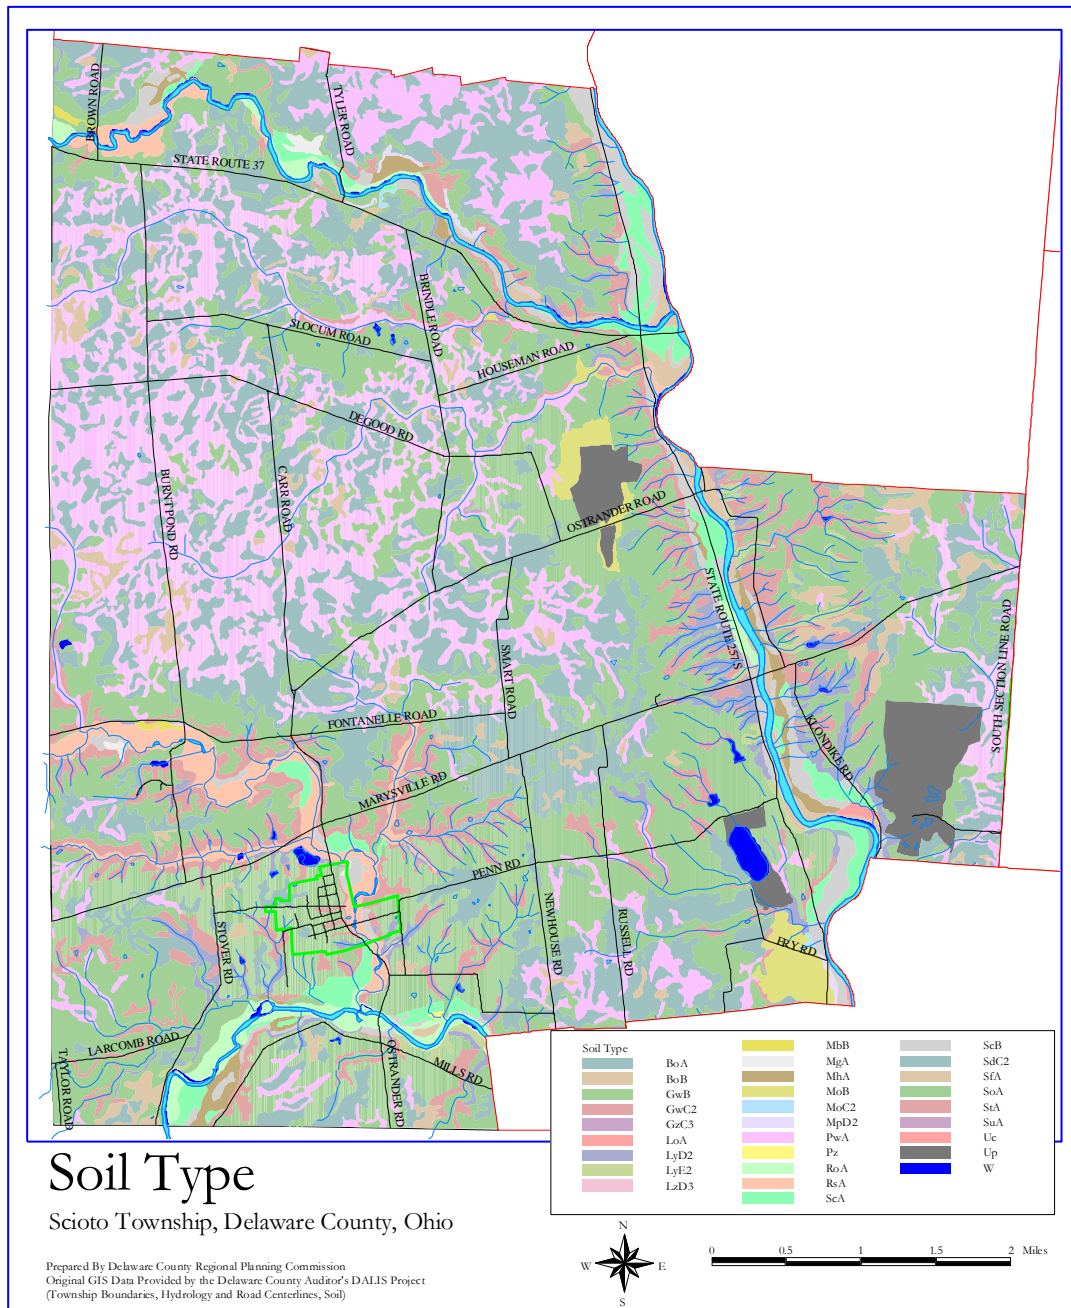 BROWN ROAD
TYLER ROAD
STATE ROUTE 37
BRINDLE ROAD
SLOCUM ROAD
HOUSEMAN ROAD
DEGOOD RD
BURNT POND RD
CARR ROAD
OSTRANDER ROAD
STATE ROUTE 257 S
SMART ROAD
SOUTH SECTION LINE ROAD
FONTANELLE ROAD
KLONDIKE RD
MARYSVILLE RD
PENN RD
STOVER RD
NEWHOUSE RD
RUSSELL RD
FRY RD
LARCOMB ROAD
TAYLOR ROAD
OSTRANDER RD
MILLS RD
Soil Type
BoA
BoB
GwB
GwC2
GzC3
LoA
LyD2
LyE2
LzD3
MbB
MgA
MhA
MoB
MoC2
MpD2
PwA
Pz
RoA
RsA
ScA
ScB
SdC2
SfA
SoA
StA
SuA
Uc
Up
W
Soil Type
Scioto Township, Delaware County, Ohio
Prepared By Delaware County Regional Planning Commission
Original GIS Data Provided by the Delaware County Auditor's DALIS Project
(Township Boundaries, Hydrology and Road Centerlines, Soil)
N
W E
S
0 0.5 1 1.5 2 Miles